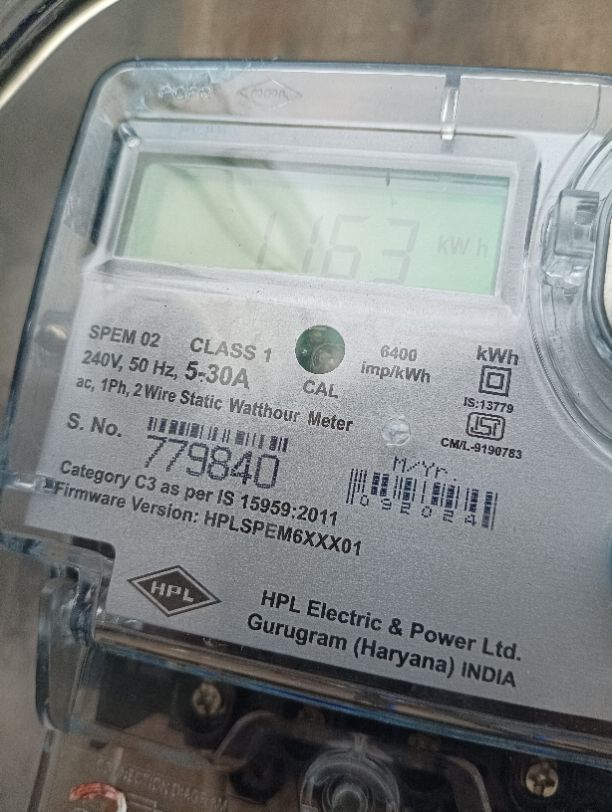 1163 kWh
SPEM 02 CLASS 1
6400
imp/kWh
kWh
240V, 50 Hz, 5-30A
CAL
ac, 1Ph, 2 Wire Static Watthour Meter
IS:13779
ISI
CM/L-9190783
S. No.
779840
M/Yr.
Category C3 as per IS 15959:2011
Firmware Version: HPLSPEM6XXX01
HPL
HPL Electric & Power Ltd.
Gurugram (Haryana) INDIA